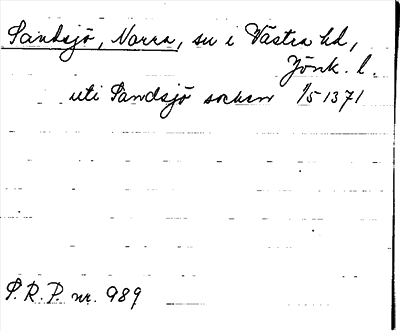 Sandsjö, Norra, sn i Västra hd,
Jönk. l.
uti Sandsjö socken 1/5 1371
S.R.P. nr. 989